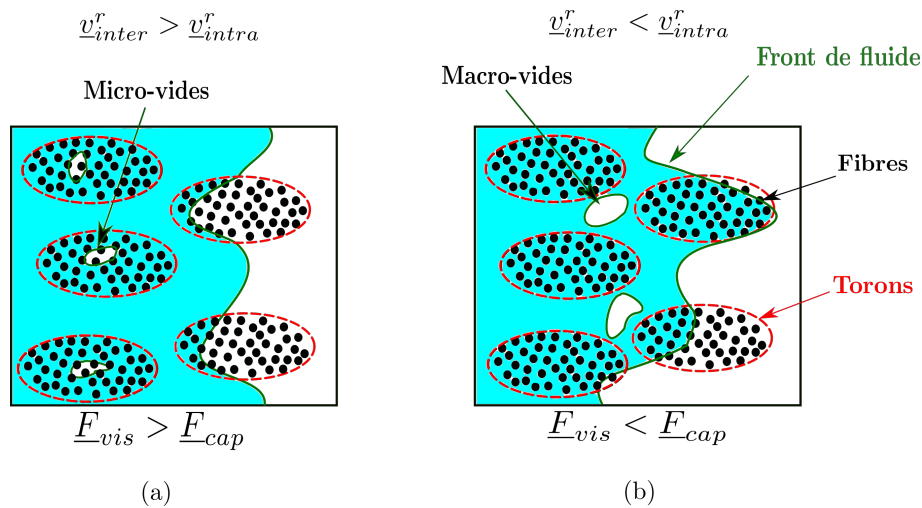 v^r_inter > v^r_intra
v^r_inter < v^r_intra
Front de fluide
Macro-vides
Micro-vides
Fibres
Torons
F_vis > F_cap
F_vis < F_cap
(a)
(b)